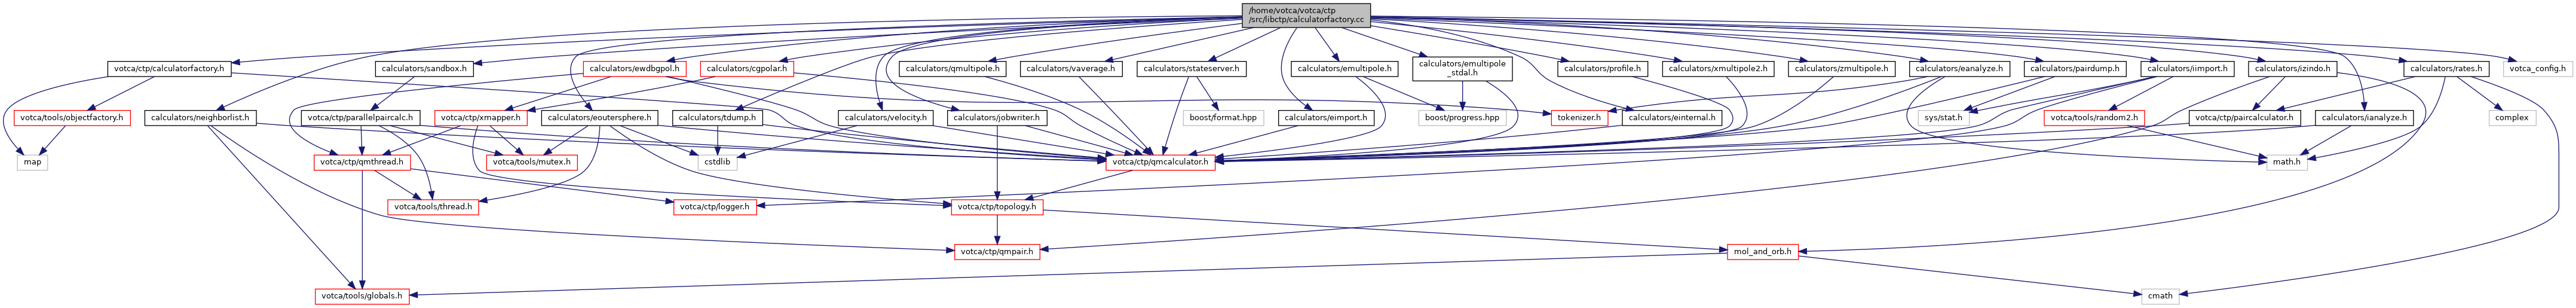 /home/votca/votca/ctp
/src/libctp/calculatorfactory.cc
votca/ctp/calculatorfactory.h
calculators/sandbox.h
calculators/ewdbgpol.h
calculators/cgpolar.h
calculators/qmultipole.h
calculators/vaverage.h
calculators/stateserver.h
calculators/emultipole.h
calculators/emultipole
_stdal.h
calculators/profile.h
calculators/xmultipole2.h
calculators/zmultipole.h
calculators/eanalyze.h
calculators/pairdump.h
calculators/iimport.h
calculators/izindo.h
calculators/rates.h
votca_config.h
votca/tools/objectfactory.h
calculators/neighborlist.h
votca/ctp/parallelpaircalc.h
votca/ctp/xmapper.h
calculators/eoutersphere.h
calculators/tdump.h
calculators/velocity.h
calculators/jobwriter.h
boost/format.hpp
calculators/eimport.h
boost/progress.hpp
tokenizer.h
calculators/einternal.h
sys/stat.h
votca/tools/random2.h
votca/ctp/paircalculator.h
calculators/ianalyze.h
complex
map
votca/ctp/qmthread.h
votca/tools/mutex.h
cstdlib
votca/ctp/qmcalculator.h
math.h
votca/tools/thread.h
votca/ctp/logger.h
votca/ctp/topology.h
votca/ctp/qmpair.h
mol_and_orb.h
votca/tools/globals.h
cmath